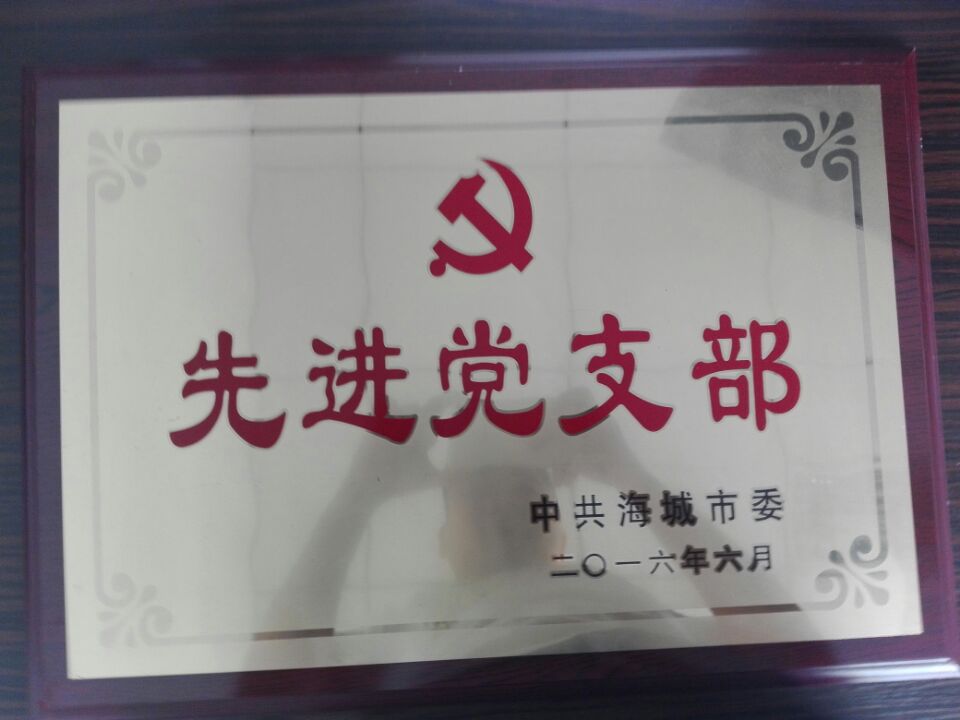 先进党支部
中共海城市委
二〇一六年六月